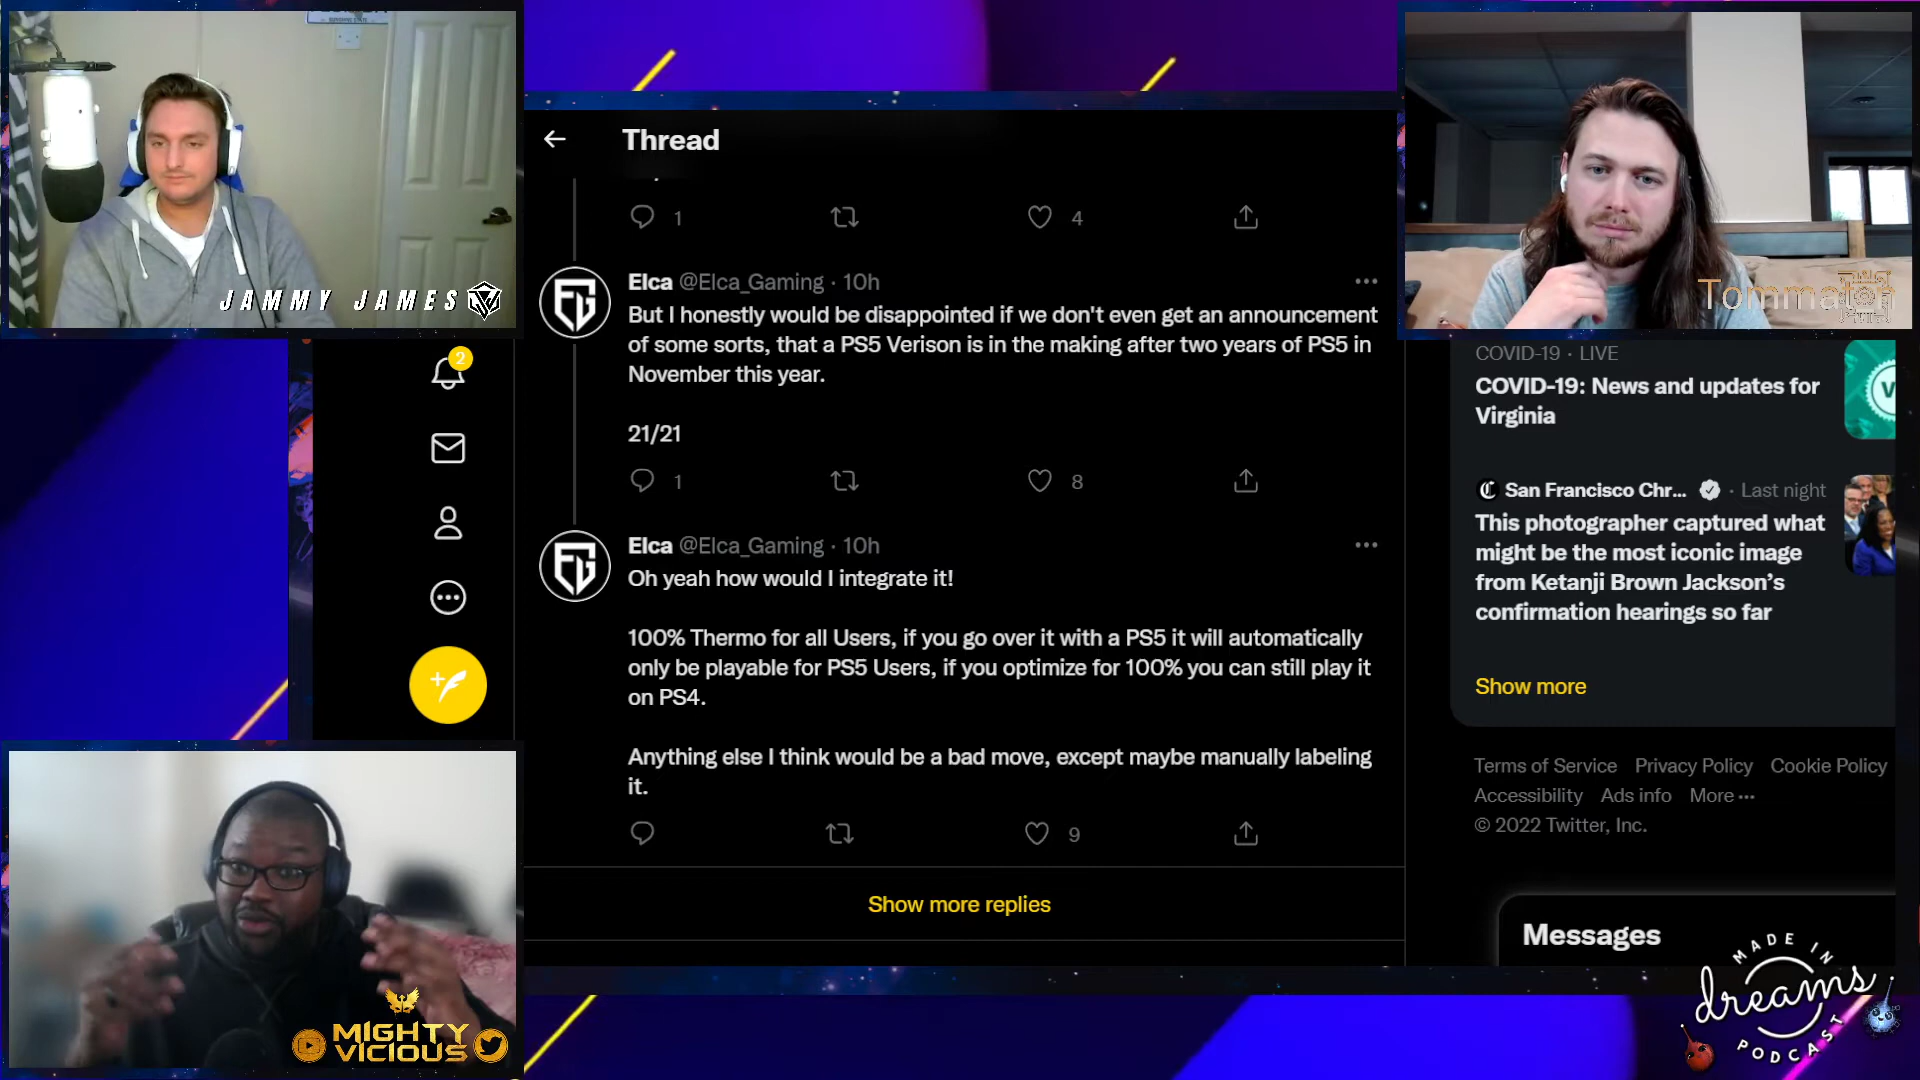 JAMMY JAMES
Thread
1
4
Elca @Elca_Gaming · 10h
But I honestly would be disappointed if we don't even get an announcement
of some sorts, that a PS5 Verison is in the making after two years of PS5 in
November this year.
21/21
1
8
Elca @Elca_Gaming · 10h
Oh yeah how would I integrate it!
100% Thermo for all Users, if you go over it with a PS5 it will automatically
only be playable for PS5 Users, if you optimize for 100% you can still play it
on PS4.
Anything else I think would be a bad move, except maybe manually labeling
it.
9
Show more replies
2
MIGHTY
VICIOUS
Tommaton
COVID-19 · LIVE
COVID-19: News and updates for
Virginia
San Francisco Chr... · Last night
This photographer captured what
might be the most iconic image
from Ketanji Brown Jackson's
confirmation hearings so far
Show more
Terms of Service Privacy Policy Cookie Policy
Accessibility Ads info More ···
© 2022 Twitter, Inc.
Messages
MADE IN
dreams
PODCAST